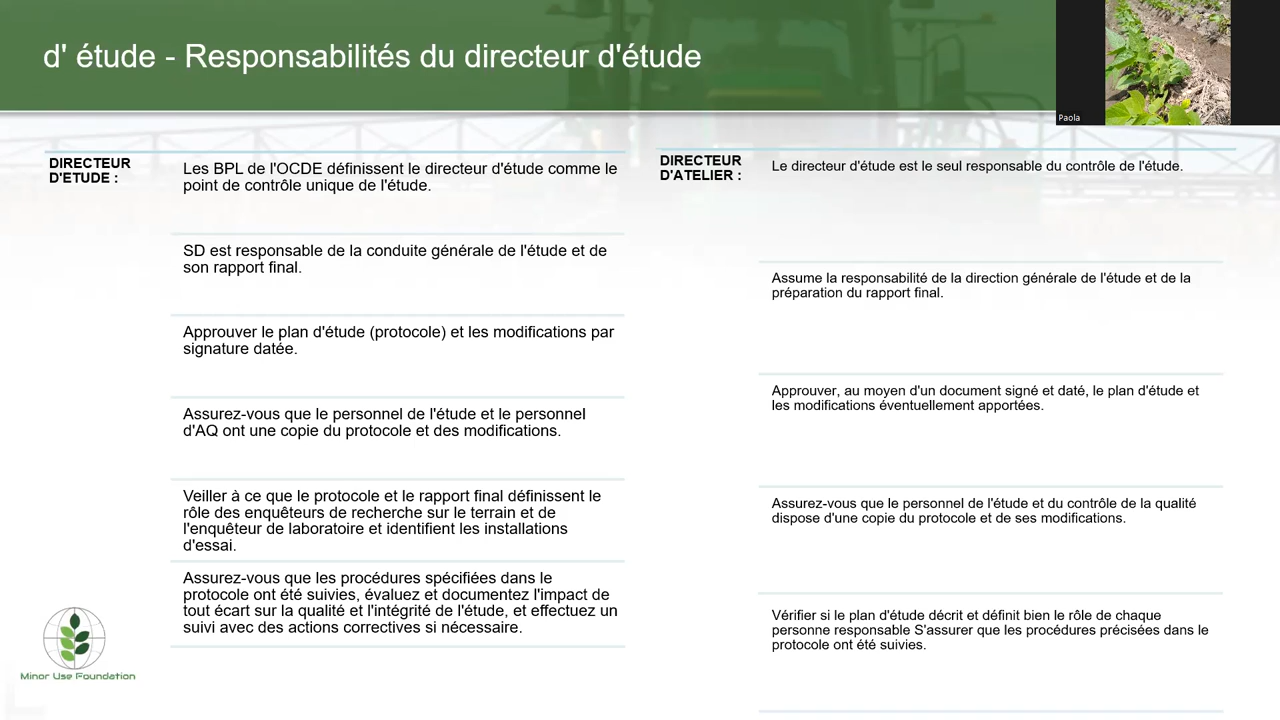 d' étude - Responsabilités du directeur d'étude
Paola
DIRECTEUR
D'ETUDE :
Les BPL de l'OCDE définissent le directeur d'étude comme le
point de contrôle unique de l'étude.
SD est responsable de la conduite générale de l'étude et de
son rapport final.
Approuver le plan d'étude (protocole) et les modifications par
signature datée.
Assurez-vous que le personnel de l'étude et le personnel
d'AQ ont une copie du protocole et des modifications.
Veiller à ce que le protocole et le rapport final définissent le
rôle des enquêteurs de recherche sur le terrain et de
l'enquêteur de laboratoire et identifient les installations
d'essai.
Assurez-vous que les procédures spécifiées dans le
protocole ont été suivies, évaluez et documentez l'impact de
tout écart sur la qualité et l'intégrité de l'étude, et effectuez un
suivi avec des actions correctives si nécessaire.
DIRECTEUR
D'ATELIER :
Le directeur d'étude est le seul responsable du contrôle de l'étude.
Assume la responsabilité de la direction générale de l'étude et de la
préparation du rapport final.
Approuver, au moyen d'un document signé et daté, le plan d'étude et
les modifications éventuellement apportées.
Assurez-vous que le personnel de l'étude et du contrôle de la qualité
dispose d'une copie du protocole et de ses modifications.
Vérifier si le plan d'étude décrit et définit bien le rôle de chaque
personne responsable S'assurer que les procédures précisées dans le
protocole ont été suivies.
Minor Use Foundation